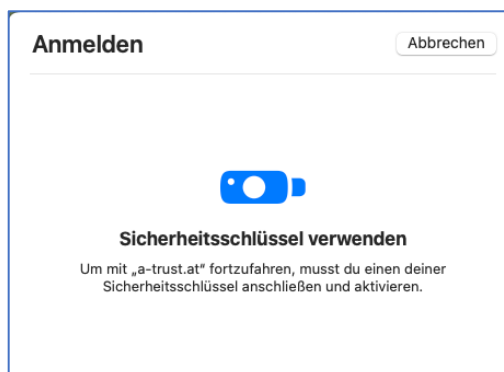 Anmelden
Abbrechen
Sicherheitsschlüssel verwenden
Um mit „a-trust.at“ fortzufahren, musst du einen deiner
Sicherheitsschlüssel anschließen und aktivieren.